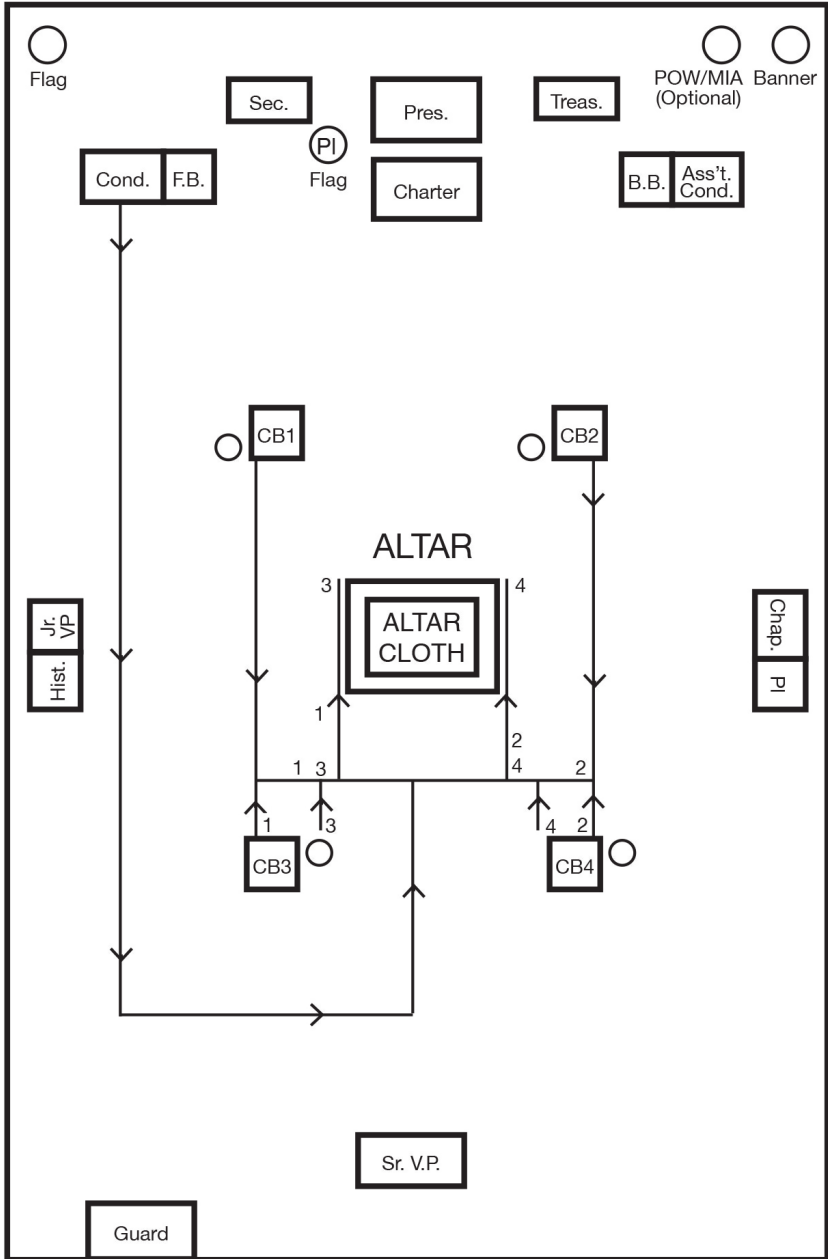 Flag
POW/MIA
(Optional)
Banner
Sec.
Pres.
Treas.
PI
Flag
Cond.
F.B.
Charter
B.B.
Ass't.
Cond.
CB1
CB2
ALTAR
3
4
ALTAR
CLOTH
Jr.
VP
Hist.
Chap.
PI
1
2
1
3
4
2
1
3
4
2
CB3
CB4
Sr. V.P.
Guard